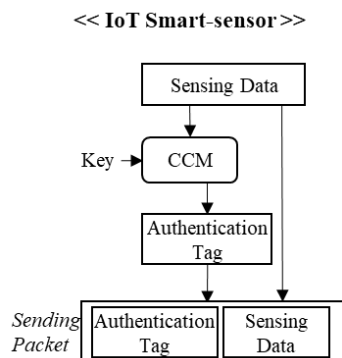 << IoT Smart-sensor >>
Sensing Data
Key
CCM
Authentication
Tag
Sending
Packet
Authentication
Tag
Sensing
Data